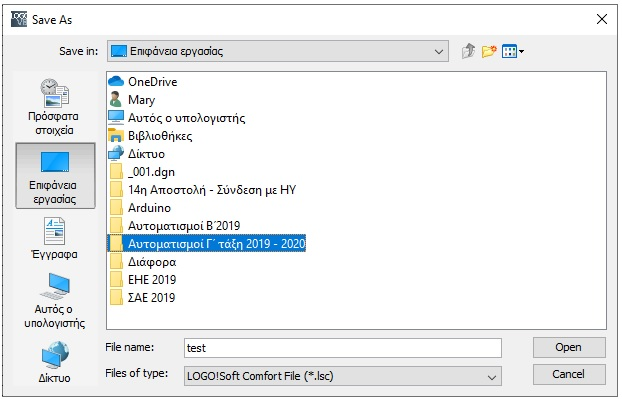 LOGO!
V8
Save As
Save in:
Επιφάνεια εργασίας
Πρόσφατα
στοιχεία
Επιφάνεια
εργασίας
Έγγραφα
Αυτός ο
υπολογιστής
Δίκτυο
OneDrive
Mary
Αυτός ο υπολογιστής
Βιβλιοθήκες
Δίκτυο
_001.dgn
14η Αποστολή - Σύνδεση με ΗΥ
Arduino
Αυτοματισμοί Β΄2019
Αυτοματισμοί Γ΄ τάξη 2019 - 2020
Διάφορα
ΕΗΕ 2019
ΣΑΕ 2019
File name:
test
Open
Files of type:
LOGO!Soft Comfort File (*.lsc)
Cancel